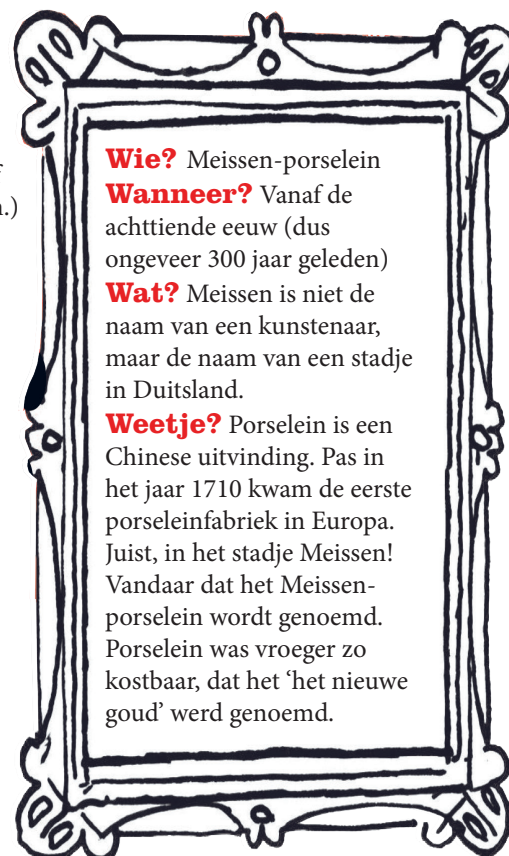 n.)
Wie? Meissen-porselein
Wanneer? Vanaf de
achttiende eeuw (dus
ongeveer 300 jaar geleden)
Wat? Meissen is niet de
naam van een kunstenaar,
maar de naam van een stadje
in Duitsland.
Weetje? Porselein is een
Chinese uitvinding. Pas in
het jaar 1710 kwam de eerste
porseleinfabriek in Europa.
Juist, in het stadje Meissen!
Vandaar dat het Meissen-
porselein wordt genoemd.
Porselein was vroeger zo
kostbaar, dat het ‘het nieuwe
goud’ werd genoemd.